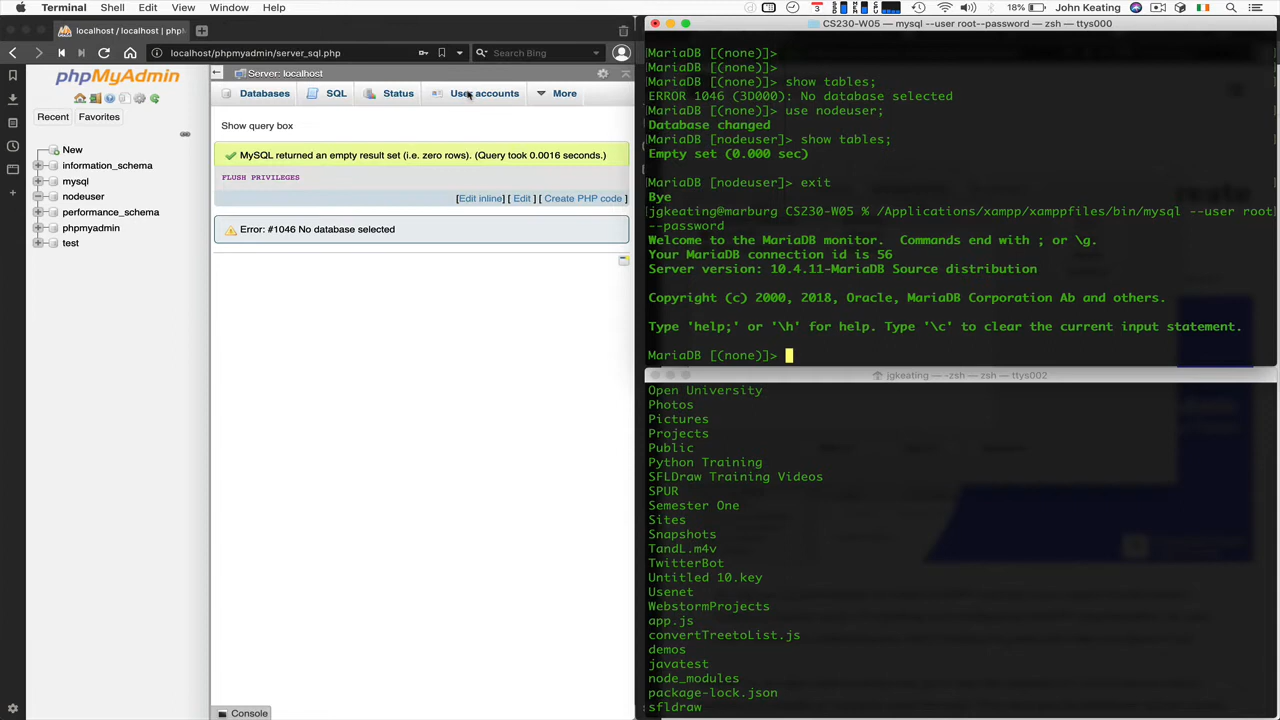 Terminal Shell Edit View Window Help
3
18%
John Keating
localhost / localhost | php
localhost/phpmyadmin/server_sql.php
Search Bing
phpMyAdmin
Recent Favorites
New
information_schema
mysql
nodeuser
performance_schema
phpmyadmin
test
Server: localhost
Databases SQL Status User accounts More
Show query box
MySQL returned an empty result set (i.e. zero rows). (Query took 0.0016 seconds.)
FLUSH PRIVILEGES
[Edit inline] [ Edit ] [ Create PHP code ]
Error: #1046 No database selected
Console
CS230-W05 — mysql --user root--password — zsh — ttys000
MariaDB [(none)]>
MariaDB [(none)]>
MariaDB [(none)]> show tables;
ERROR 1046 (3D000): No database selected
MariaDB [(none)]> use nodeuser;
Database changed
MariaDB [nodeuser]> show tables;
Empty set (0.000 sec)
MariaDB [nodeuser]> exit
Bye
jgkeating@marburg CS230-W05 % /Applications/xampp/xamppfiles/bin/mysql --user root
--password
Welcome to the MariaDB monitor.  Commands end with ; or \g.
Your MariaDB connection id is 56
Server version: 10.4.11-MariaDB Source distribution
Copyright (c) 2000, 2018, Oracle, MariaDB Corporation Ab and others.
Type 'help;' or '\h' for help. Type '\c' to clear the current input statement.
MariaDB [(none)]>
jgkeating — -zsh — zsh — ttys002
Open University
Photos
Pictures
Projects
Public
Python Training
SFLDraw Training Videos
SPUR
Semester One
Sites
Snapshots
TandL.m4v
TwitterBot
Untitled 10.key
Usenet
WebstormProjects
app.js
convertTreetoList.js
demos
javatest
node_modules
package-lock.json
sfldraw